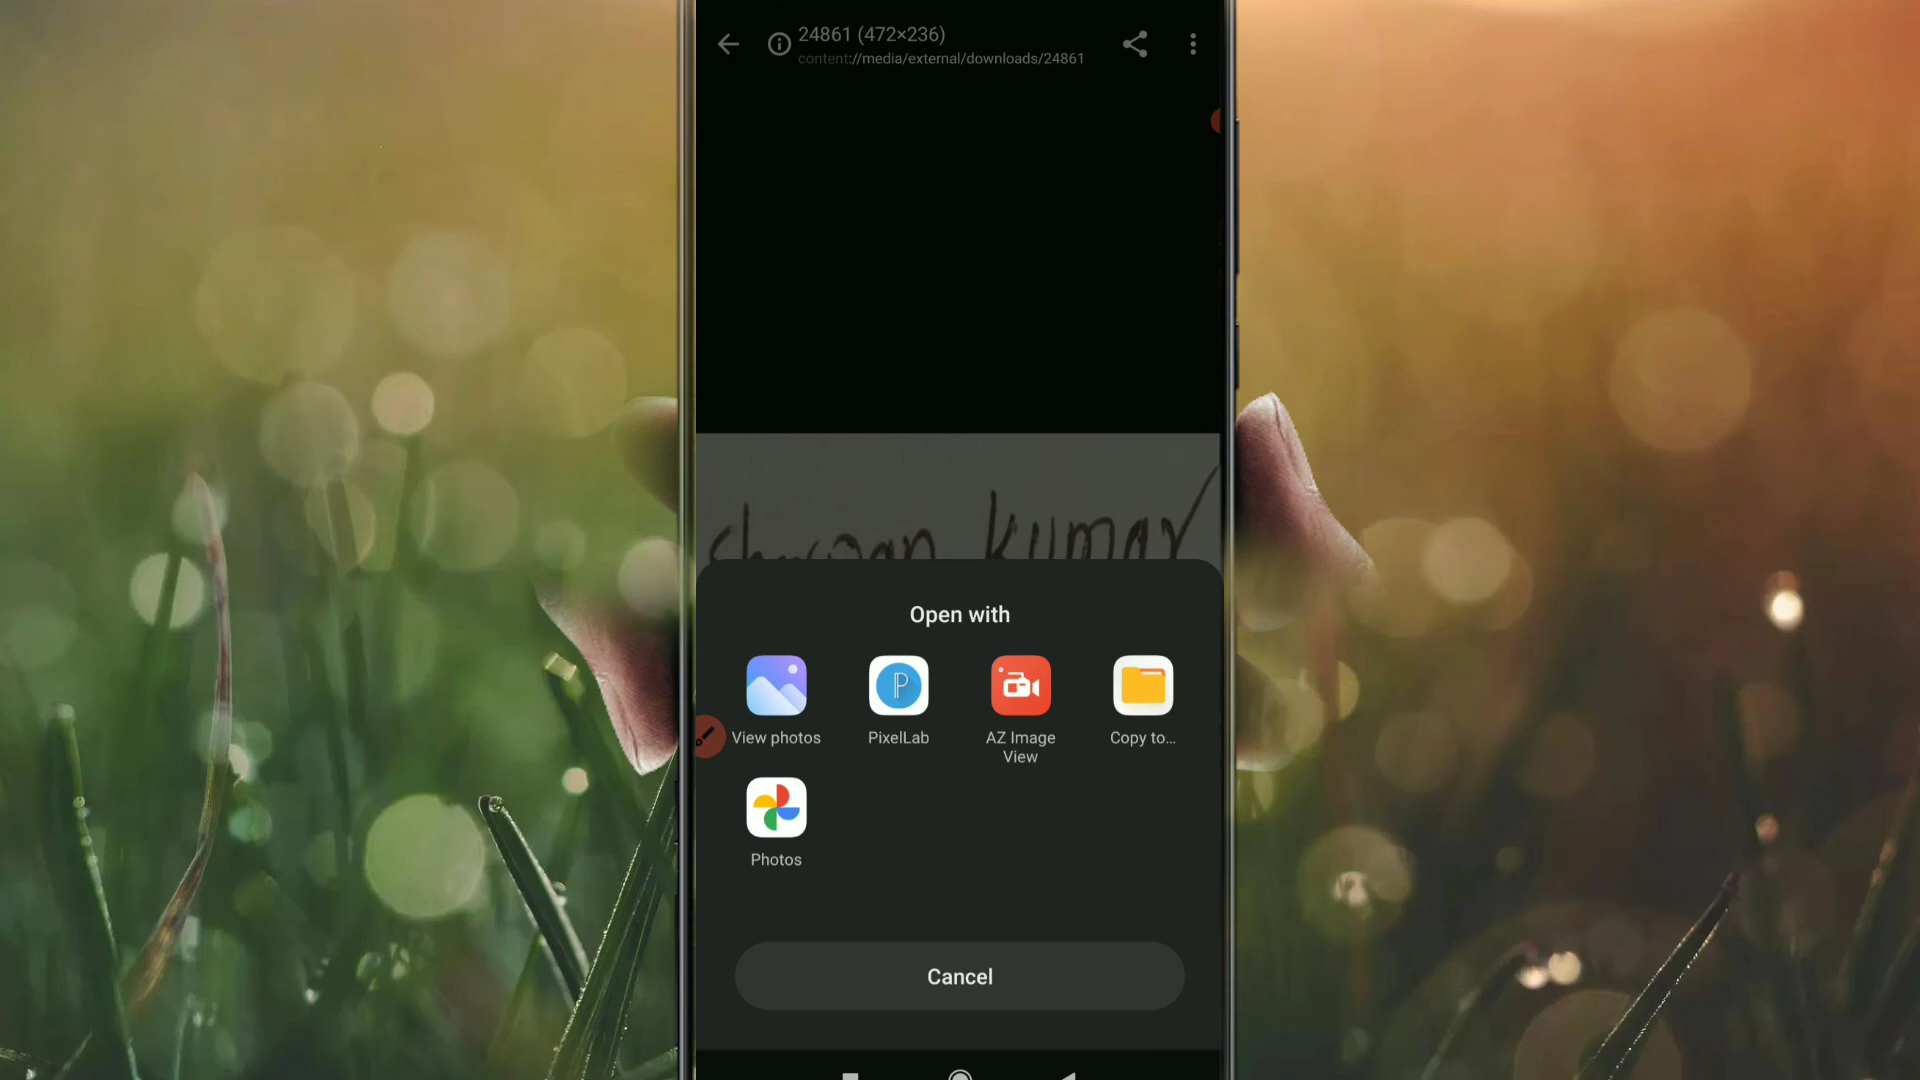 24861 (472×236)
content://media/external/downloads/24861
kumar
Open with
View photos
PixelLab
AZ Image
View
Copy to...
Photos
Cancel